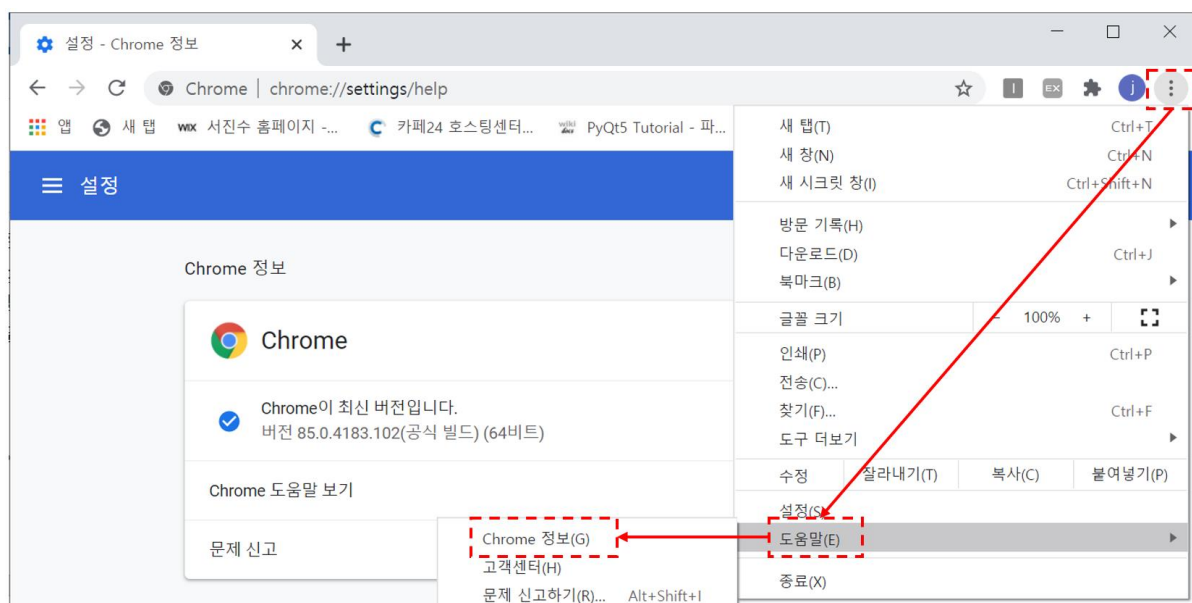 설정 - Chrome 정보
Chrome | chrome://settings/help
I EX j
앱 새 탭 WIX 서진수 홈페이지 -... C 카페24 호스팅센터... wiki docs PyQt5 Tutorial - 파...
설정
Chrome 정보
Chrome
Chrome이 최신 버전입니다.
버전 85.0.4183.102(공식 빌드) (64비트)
Chrome 도움말 보기
문제 신고
새 탭(T) Ctrl+T
새 창(N) Ctrl+N
새 시크릿 창(I) Ctrl+Shift+N
방문 기록(H)
다운로드(D) Ctrl+J
북마크(B)
글꼴 크기 - 100% +
인쇄(P) Ctrl+P
전송(C)...
찾기(F)... Ctrl+F
도구 더보기
수정 잘라내기(T) 복사(C) 붙여넣기(P)
설정(S)
도움말(E)
종료(X)
Chrome 정보(G)
고객센터(H)
문제 신고하기(R)... Alt+Shift+I